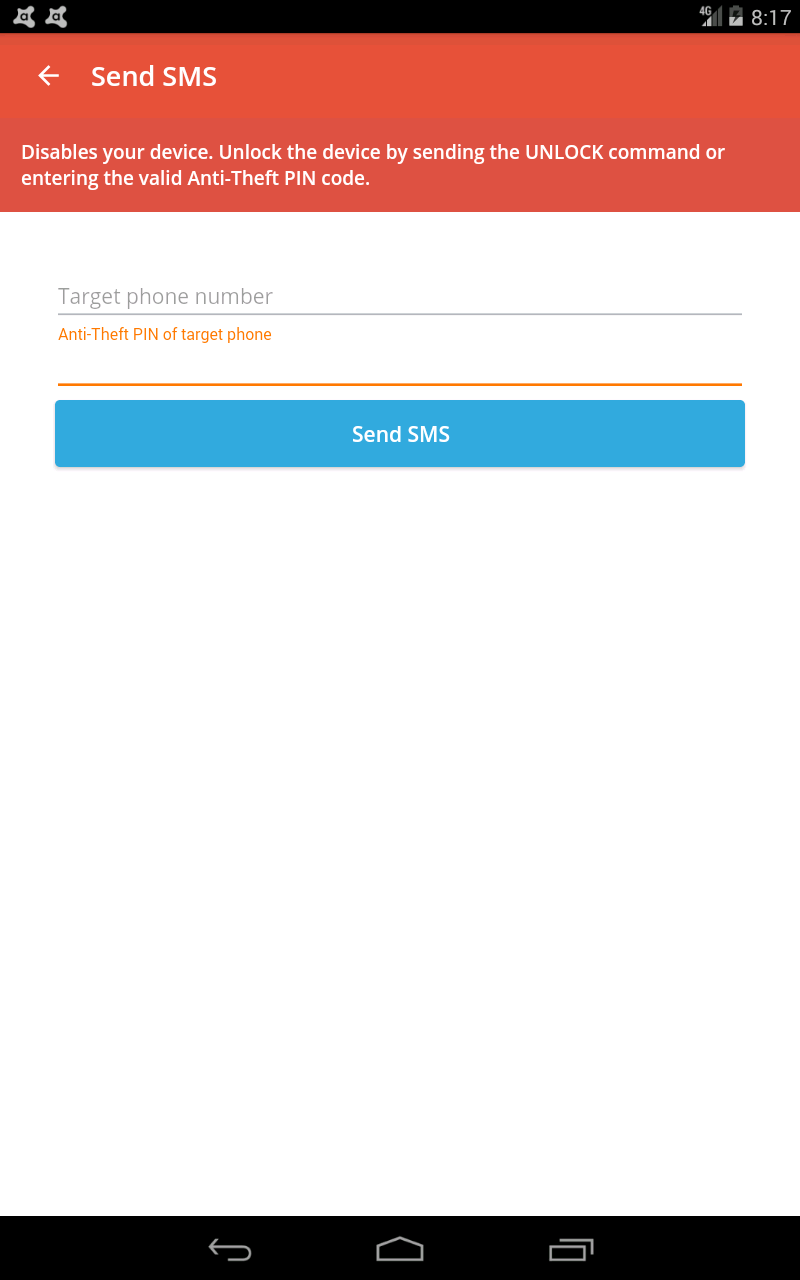 4G 8:17
Send SMS
Disables your device. Unlock the device by sending the UNLOCK command or
entering the valid Anti-Theft PIN code.
Target phone number
Anti-Theft PIN of target phone
Send SMS